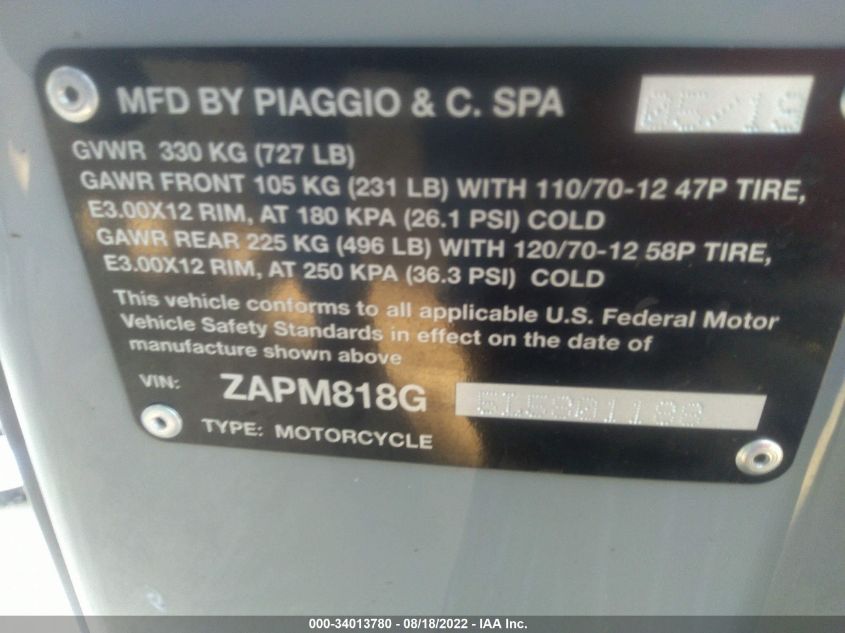 MFD BY PIAGGIO & C. SPA
GVWR 330 KG (727 LB)
GAWR FRONT 105 KG (231 LB) WITH 110/70-12 47P TIRE,
E3.00X12 RIM, AT 180 KPA (26.1 PSI) COLD
GAWR REAR 225 KG (496 LB) WITH 120/70-12 58P TIRE,
E3.00X12 RIM, AT 250 KPA (36.3 PSI) COLD
This vehicle conforms to all applicable U.S. Federal Motor
Vehicle Safety Standards in effect on the date of
manufacture shown above
VIN: ZAPM818G
TYPE: MOTORCYCLE
000-34013780 - 08/18/2022 - IAA Inc.